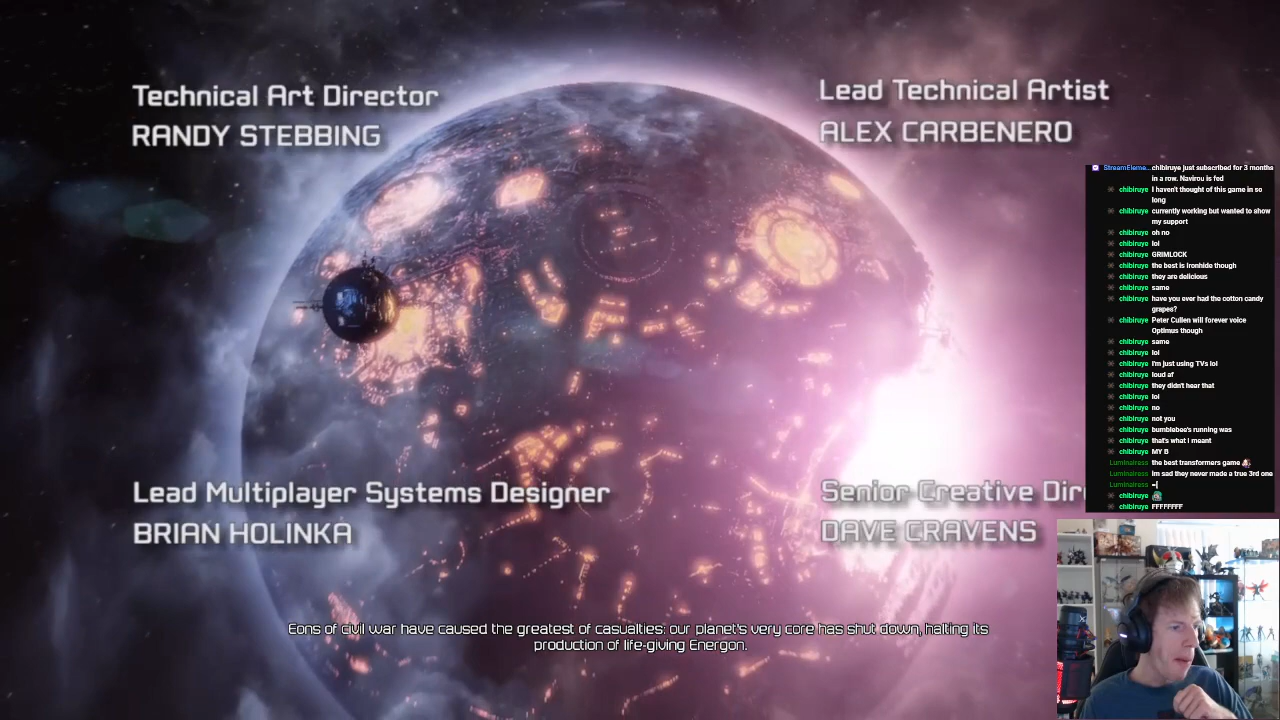 Technical Art Director
RANDY STEBBING
Lead Technical Artist
ALEX CARBENERO
StreamEleme... chibiruye just subscribed for 3 months
in a row. Navirou is fed
chibiruye I haven't thought of this game in so
long
chibiruye currently working but wanted to show
my support
chibiruye oh no
chibiruye lol
chibiruye GRIMLOCK
chibiruye the best is Ironhide though
chibiruye they are delicious
chibiruye same
chibiruye have you ever had the cotton candy
grapes?
chibiruye Peter Cullen will forever voice
Optimus though
chibiruye same
chibiruye lol
chibiruye I'm just using TVs lol
chibiruye loud af
chibiruye they didn't hear that
chibiruye lol
chibiruye no
chibiruye not you
chibiruye bumblebee's running was
chibiruye that's what I meant
chibiruye MY B
Luminairess the best transformers game
Luminairess im sad they never made a true 3rd one
Luminairess
chibiruye
chibiruye FFFFFFFF
Lead Multiplayer Systems Designer
BRIAN HOLINKA
Senior Creative Dir
DAVE CRAVENS
Eons of civil war have caused the greatest of casualties: our planet's very core has shut down, halting its
production of life-giving Energon.